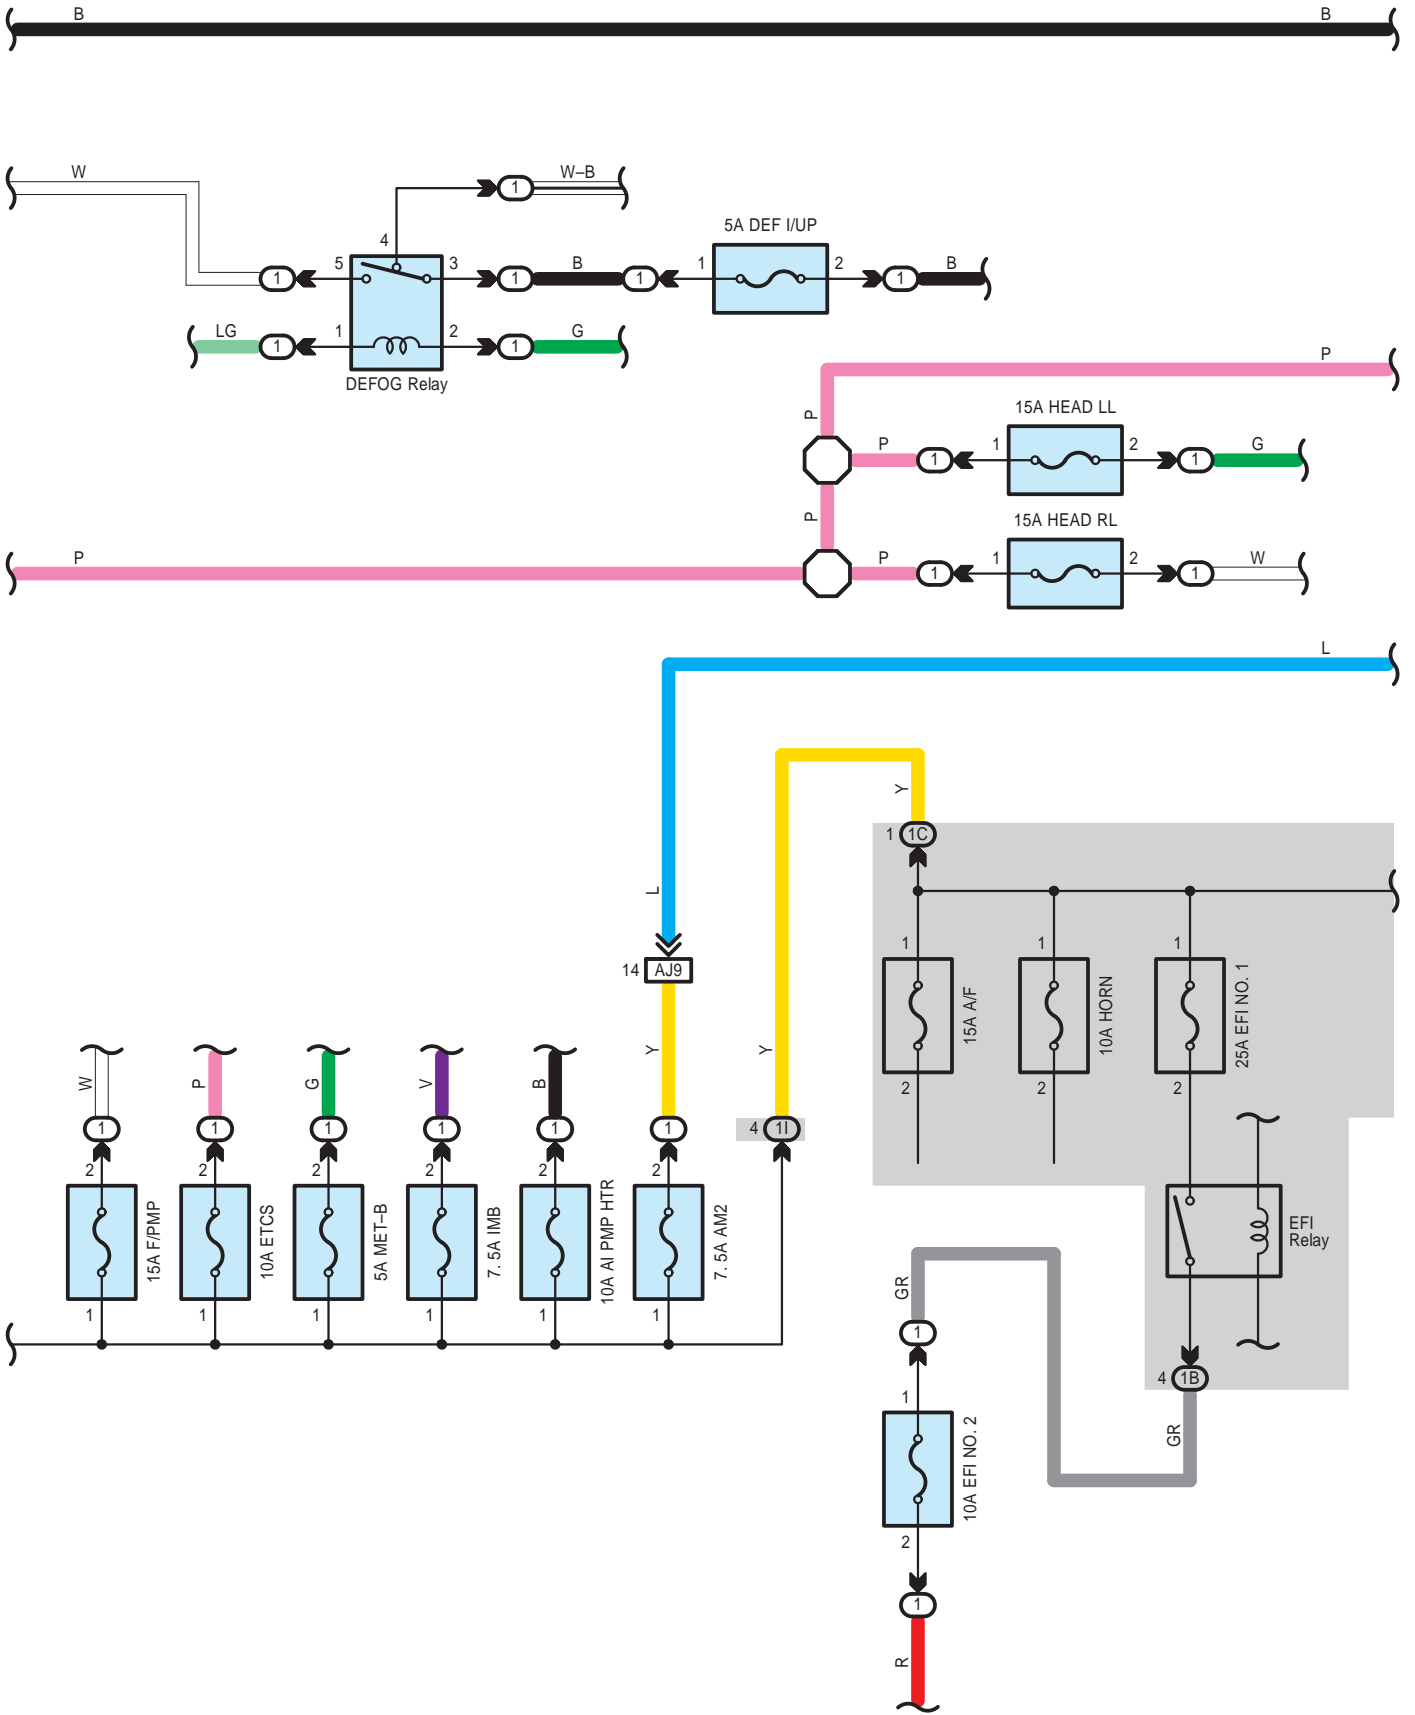 B B
W W–B
4
5A DEF I/UP
5 3 1 2
1 1 B 1 1 B
LG 1 1 2 1 G
DEFOG Relay
P
15A HEAD LL
P
P 1 1 2 1 G
15A HEAD RL
P
P P 1 1 2 1 W
L
Y
1 1C
L
1 1 1
14 AJ9
15A A/F
10A HORN
25A EFI NO. 1
W P G V B Y Y
2 2 2
1 1 1 1 1 1 4 1I
2 2 2 2 2 2
15A F/PMP
10A ETCS
5A MET–B
7. 5A IMB
10A AI PMP HTR
7. 5A AM2
EFI
Relay
1 1 1 1 1 1
GR
1
4 1B
1
GR
10A EFI NO. 2
2
1
R